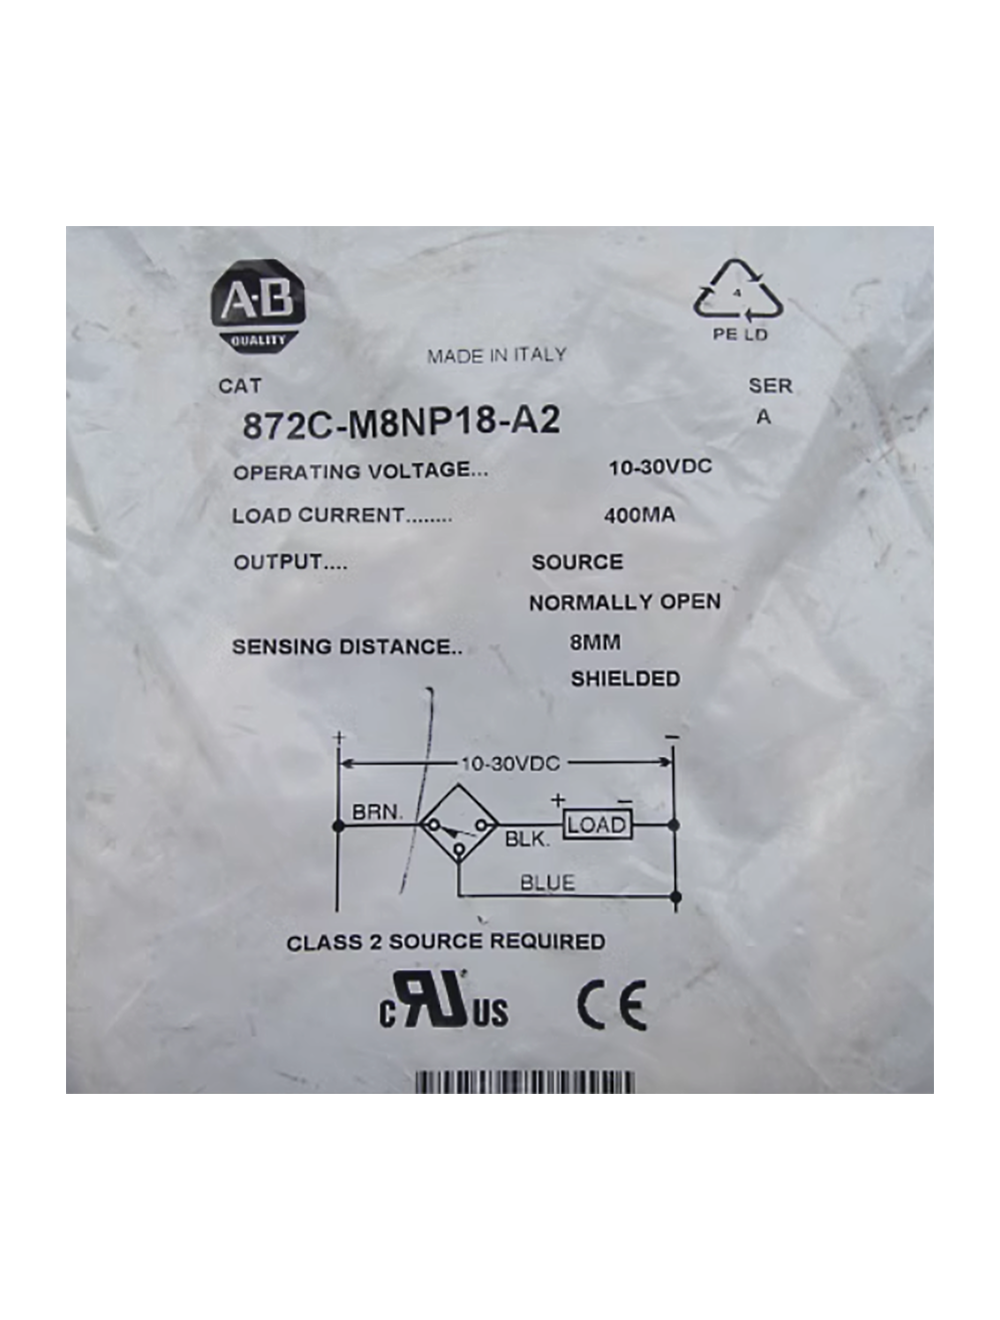 A-B
QUALITY
4
PE LD
MADE IN ITALY
CAT
SER
872C-M8NP18-A2
A
OPERATING VOLTAGE... 10-30VDC
LOAD CURRENT........ 400MA
OUTPUT.... SOURCE
NORMALLY OPEN
SENSING DISTANCE.. 8MM
SHIELDED
+ −
10-30VDC
BRN.
+ −
LOAD
BLK.
BLUE
CLASS 2 SOURCE REQUIRED
c RU US CE